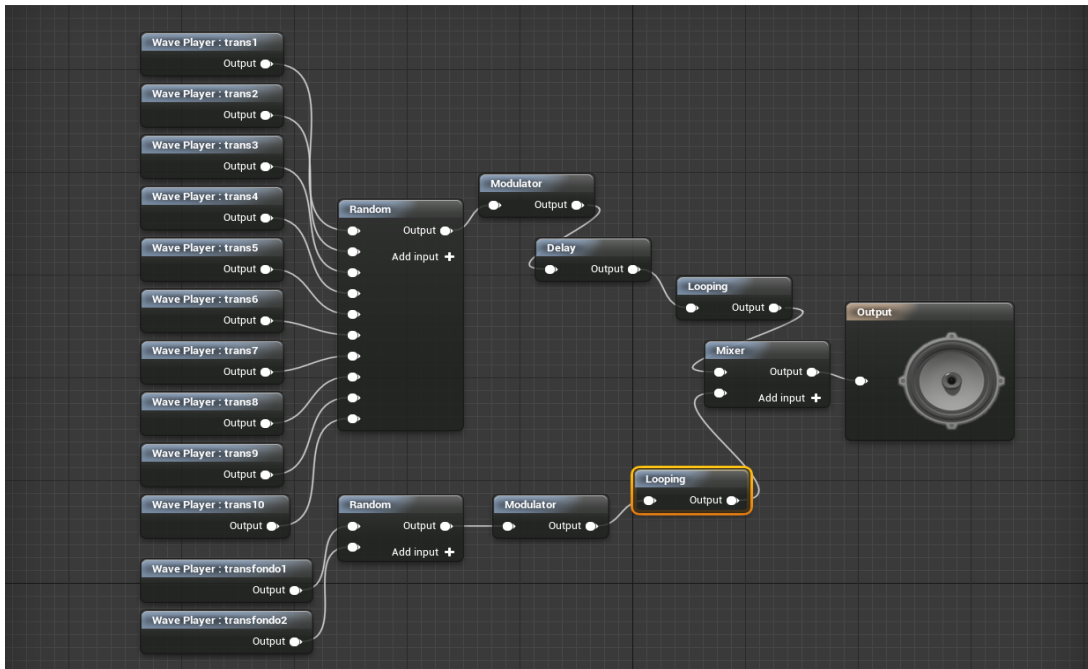 Wave Player : trans1
Output
Wave Player : trans2
Output
Wave Player : trans3
Output
Wave Player : trans4
Output
Wave Player : trans5
Output
Wave Player : trans6
Output
Wave Player : trans7
Output
Wave Player : trans8
Output
Wave Player : trans9
Output
Wave Player : trans10
Output
Wave Player : transfondo1
Output
Wave Player : transfondo2
Output
Random
Output
Add input
Random
Output
Add input
Modulator
Output
Delay
Output
Looping
Output
Modulator
Output
Looping
Output
Mixer
Output
Add input
Output